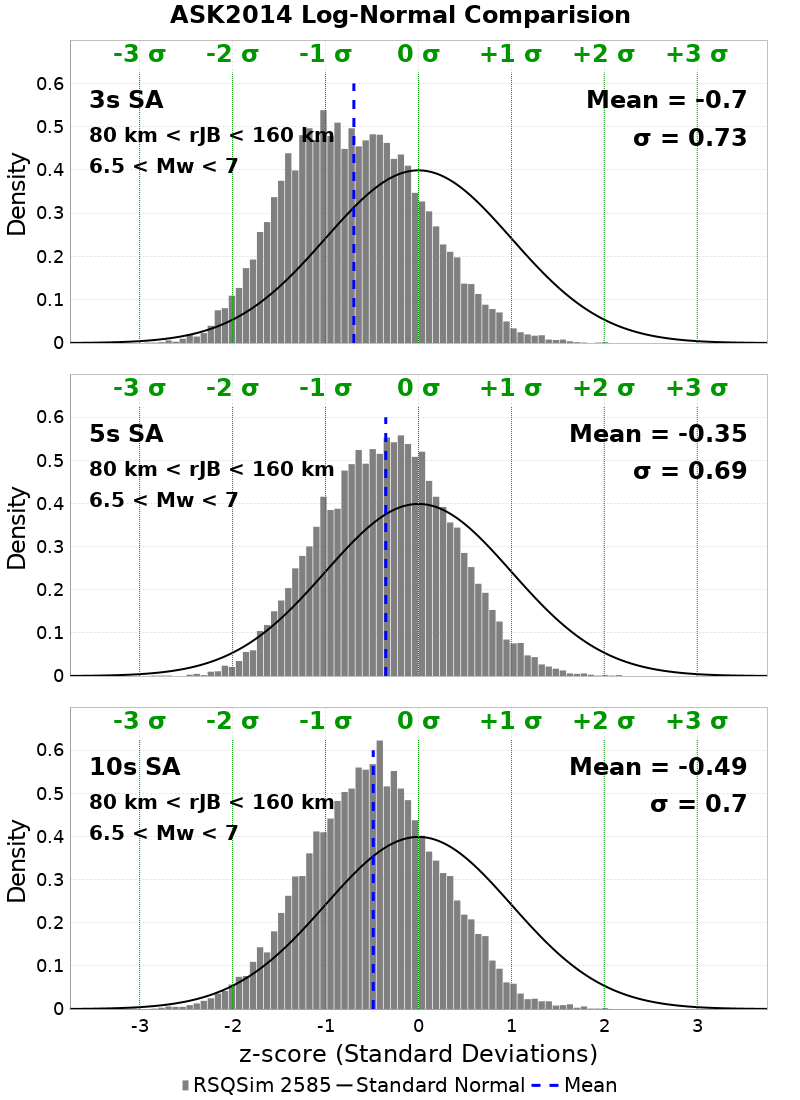 ASK2014 Log-Normal Comparision
-3 σ -2 σ -1 σ 0 σ +1 σ +2 σ +3 σ
0.6
3s SA
Mean = -0.7
0.5
80 km < rJB < 160 km
σ = 0.73
6.5 < Mw < 7
0.4
Density
0.3
0.2
0.1
0
-3 σ -2 σ -1 σ 0 σ +1 σ +2 σ +3 σ
0.6
5s SA
Mean = -0.35
0.5
80 km < rJB < 160 km
σ = 0.69
6.5 < Mw < 7
0.4
Density
0.3
0.2
0.1
0
-3 σ -2 σ -1 σ 0 σ +1 σ +2 σ +3 σ
0.6
10s SA
Mean = -0.49
0.5
80 km < rJB < 160 km
σ = 0.7
6.5 < Mw < 7
0.4
Density
0.3
0.2
0.1
0
-3 -2 -1 0 1 2 3
z-score (Standard Deviations)
RSQSim 2585 Standard Normal Mean